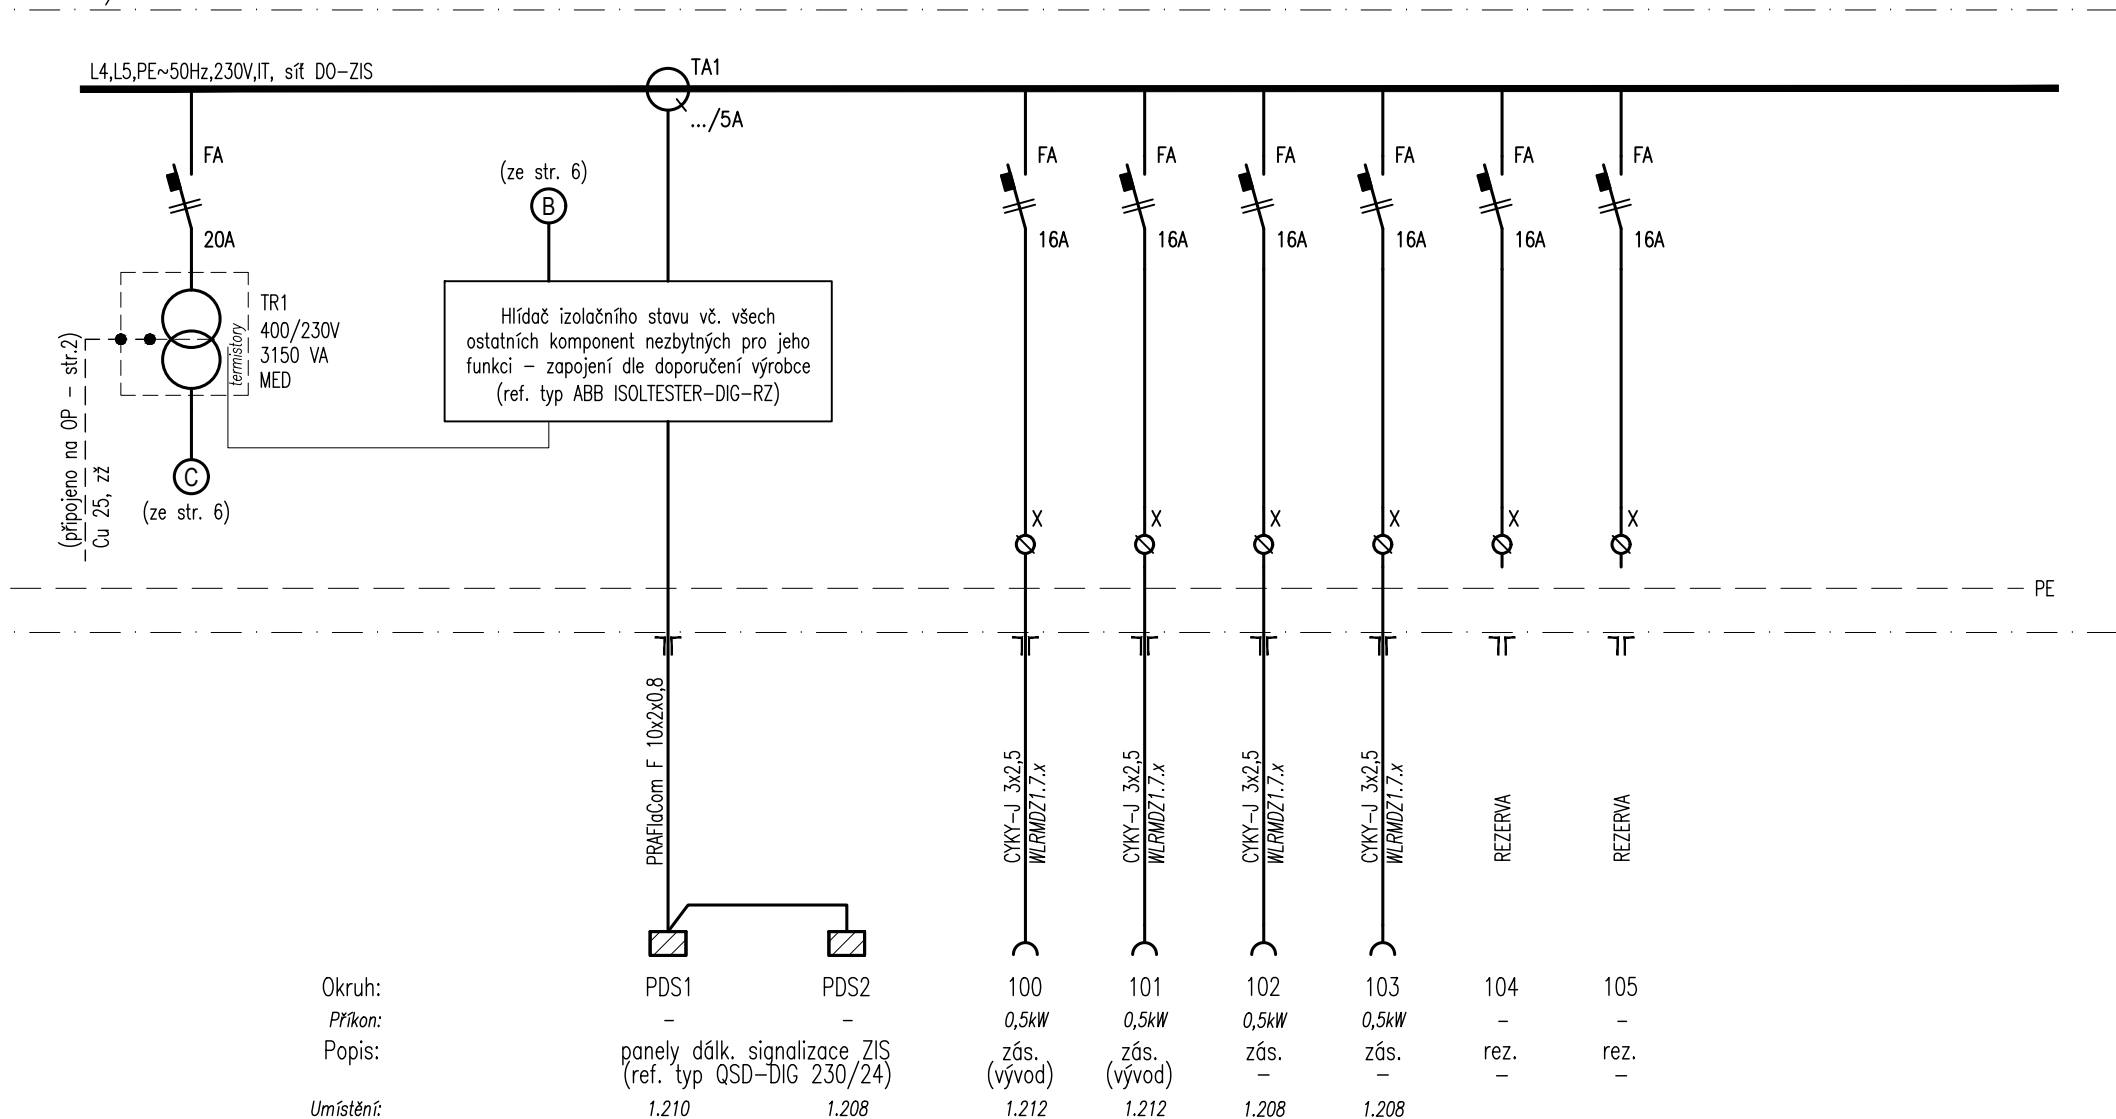 L4,L5,PE~50Hz,230V,IT, síť DO-ZIS
TA1
.../5A
FA
20A
TR1
400/230V
3150 VA
MED
termistory
(připojeno na OP - str.2)
Cu 25, zž
C
(ze str. 6)
(ze str. 6)
B
Hlídač izolačního stavu vč. všech
ostatních komponent nezbytných pro jeho
funkci - zapojení dle doporučení výrobce
(ref. typ ABB ISOLTESTER-DIG-RZ)
FA FA FA FA FA FA
16A 16A 16A 16A 16A 16A
X X X X X X
PE
PRAFlaCom F 10x2x0,8
CYKY-J 3x2,5
WLRMDZ1.7.x
CYKY-J 3x2,5
WLRMDZ1.7.x
CYKY-J 3x2,5
WLRMDZ1.7.x
CYKY-J 3x2,5
WLRMDZ1.7.x
REZERVA
REZERVA
Okruh: PDS1 PDS2 100 101 102 103 104 105
Příkon: - - 0,5kW 0,5kW 0,5kW 0,5kW - -
Popis: panely dálk. signalizace ZIS zás. zás. zás. zás. rez. rez.
(ref. typ QSD-DIG 230/24) (vývod) (vývod) - - - -
Umístění: 1.210 1.208 1.212 1.212 1.208 1.208